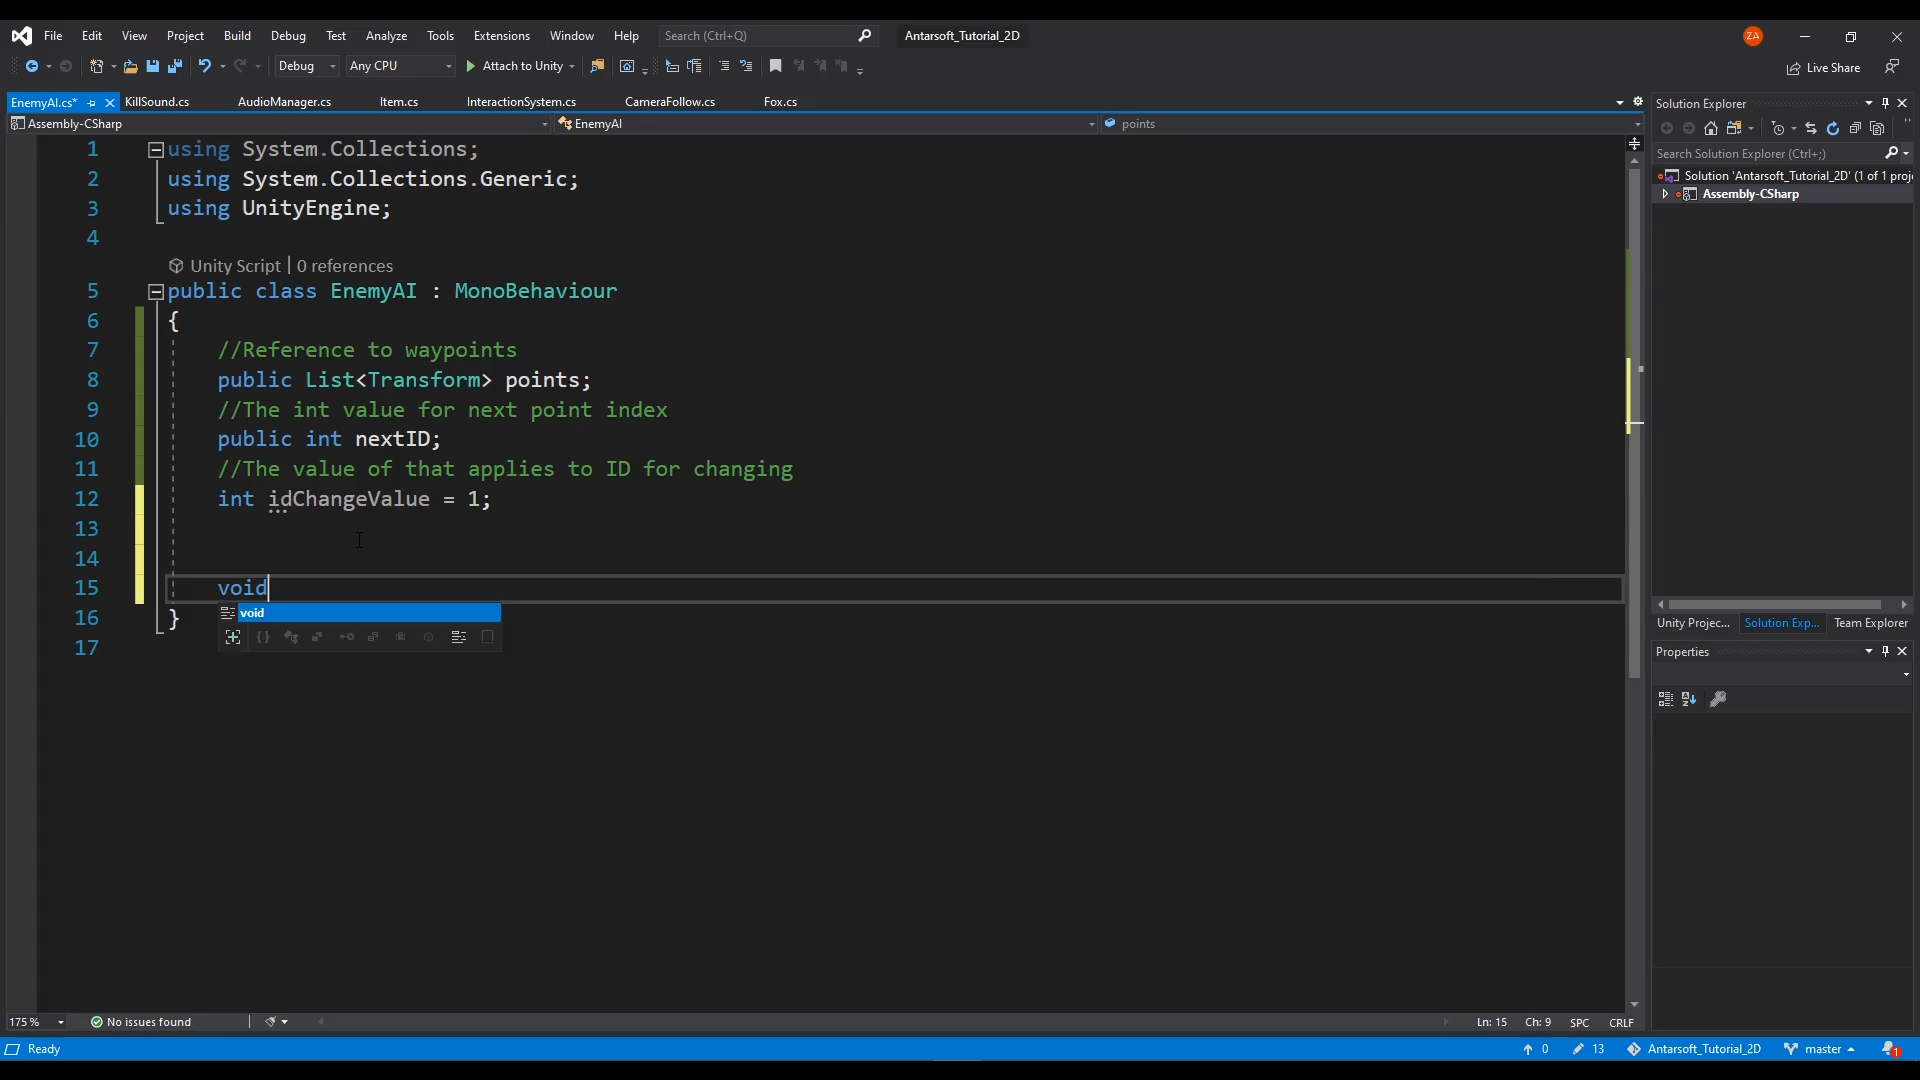 File Edit View Project Build Debug Test Analyze Tools Extensions Window Help Search (Ctrl+Q) Antarsoft_Tutorial_2D ZA
Debug Any CPU Attach to Unity Live Share
EnemyAI.cs* KillSound.cs AudioManager.cs Item.cs InteractionSystem.cs CameraFollow.cs Fox.cs
Assembly-CSharp EnemyAI points
1 using System.Collections;
2 using System.Collections.Generic;
3 using UnityEngine;
4
Unity Script | 0 references
5 public class EnemyAI : MonoBehaviour
6 {
7 //Reference to waypoints
8 public List<Transform> points;
9 //The int value for next point index
10 public int nextID;
11 //The value of that applies to ID for changing
12 int idChangeValue = 1;
13
14
15 void
void
16 }
17
Solution Explorer
Search Solution Explorer (Ctrl+;)
Solution 'Antarsoft_Tutorial_2D' (1 of 1 proj
Assembly-CSharp
Unity Projec... Solution Exp... Team Explorer
Properties
175 % No issues found Ln: 15 Ch: 9 SPC CRLF
Ready 0 13 Antarsoft_Tutorial_2D master 1